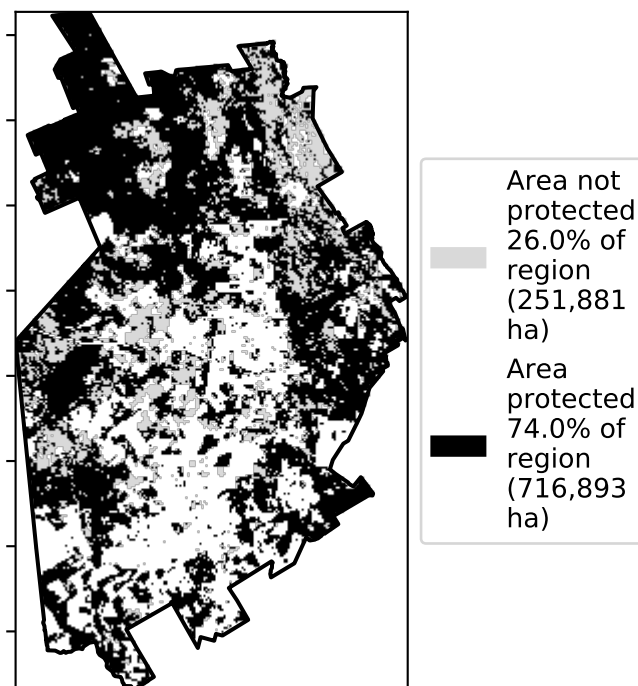 Area not
protected
26.0% of
region
(251,881
ha)
Area
protected
74.0% of
region
(716,893
ha)